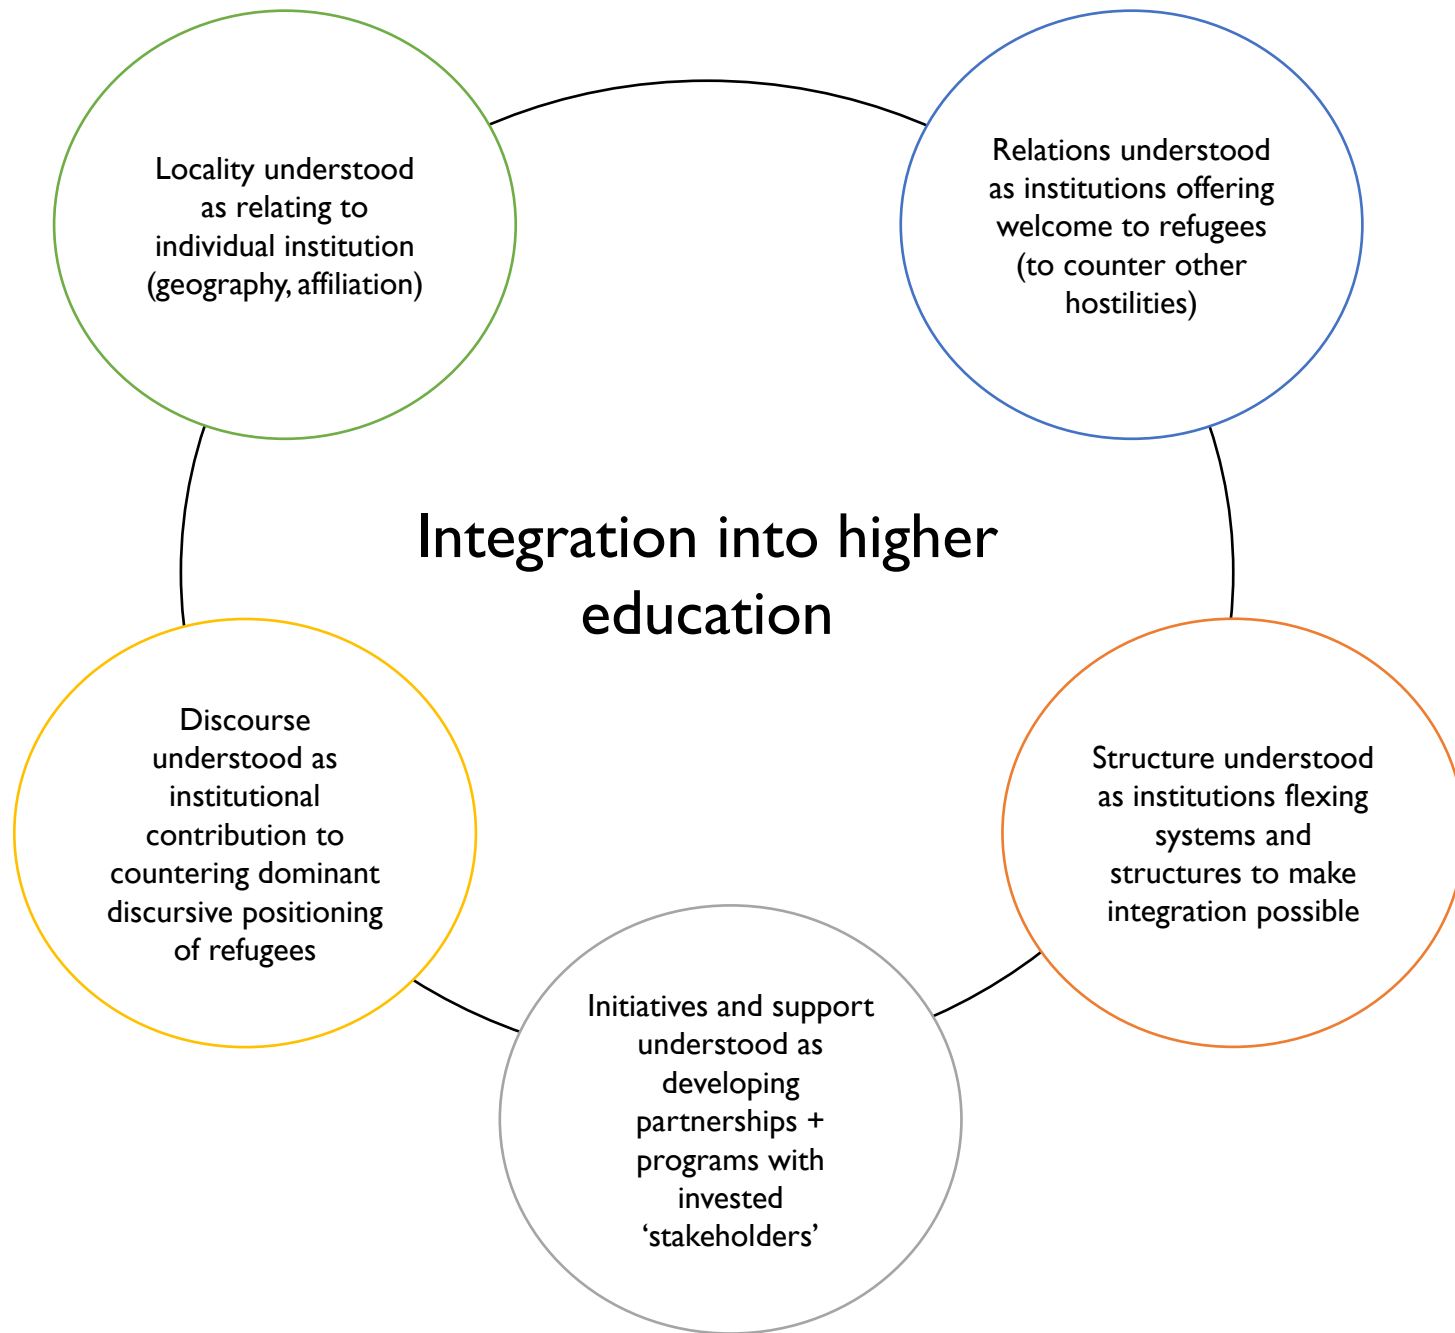 Locality understood
as relating to
individual institution
(geography, affiliation)
Relations understood
as institutions offering
welcome to refugees
(to counter other
hostilities)
Integration into higher
education
Discourse
understood as
institutional
contribution to
countering dominant
discursive positioning
of refugees
Structure understood
as institutions flexing
systems and
structures to make
integration possible
Initiatives and support
understood as
developing
partnerships +
programs with
invested
‘stakeholders’